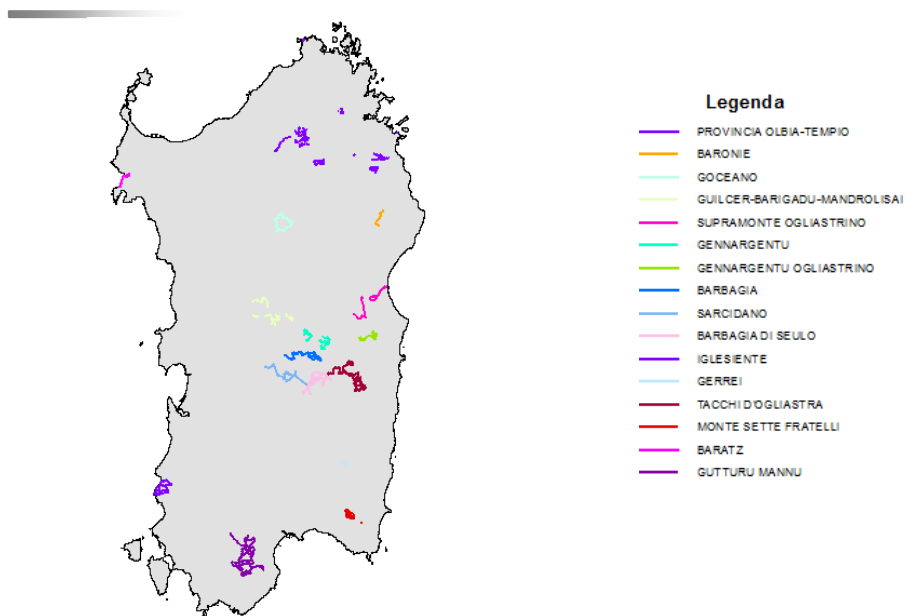 Legenda
PROVINCIA OLBIA-TEMPIO
BARONIE
GOCEANO
GUILCER-BARIGADU-MANDROLISAI
SUPRAMONTE OGLIASTRINO
GENNARGENTU
GENNARGENTU OGLIASTRINO
BARBAGIA
SARCIDANO
BARBAGIA DI SEULO
IGLESIENTE
GERREI
TACCHI D'OGLIASTRA
MONTE SETTE FRATELLI
BARATZ
GUTTURU MANNU